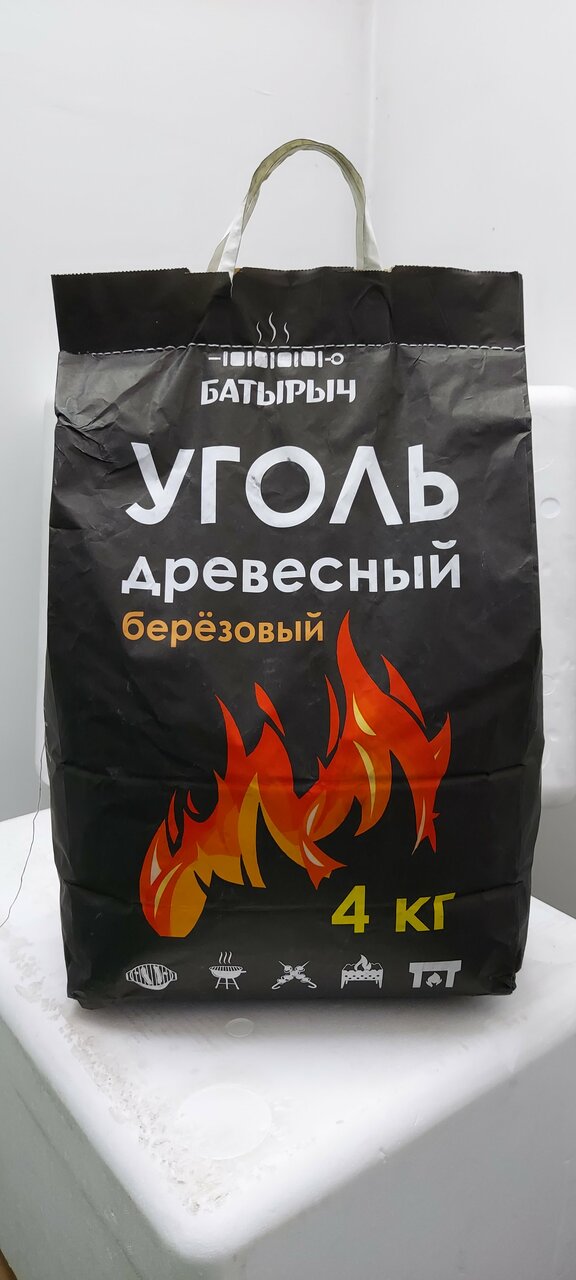 БАТЫРЫЧ
УГОЛЬ
древесный
берёзовый
4 кг